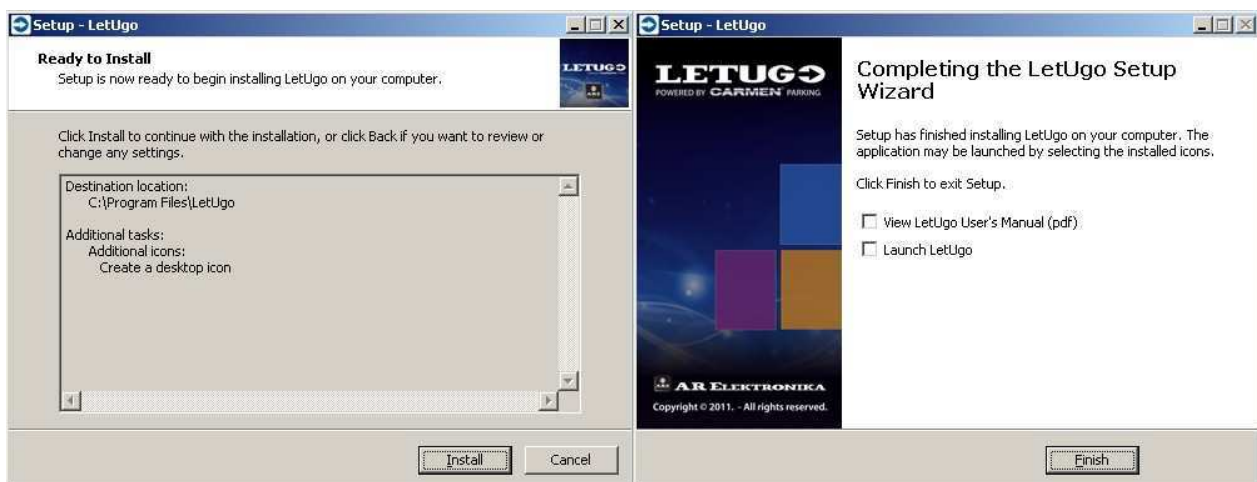 Setup - LetUgo
Ready to Install
Setup is now ready to begin installing LetUgo on your computer.
LETUGO
Click Install to continue with the installation, or click Back if you want to review or
change any settings.
Destination location:
C:\Program Files\LetUgo
Additional tasks:
Additional icons:
Create a desktop icon
Install
Cancel
Setup - LetUgo
LETUGO
POWERED BY CARMEN® PARKING
AR ELEKTRONIKA
Copyright © 2011. - All rights reserved.
Completing the LetUgo Setup
Wizard
Setup has finished installing LetUgo on your computer. The
application may be launched by selecting the installed icons.
Click Finish to exit Setup.
View LetUgo User's Manual (pdf)
Launch LetUgo
Finish